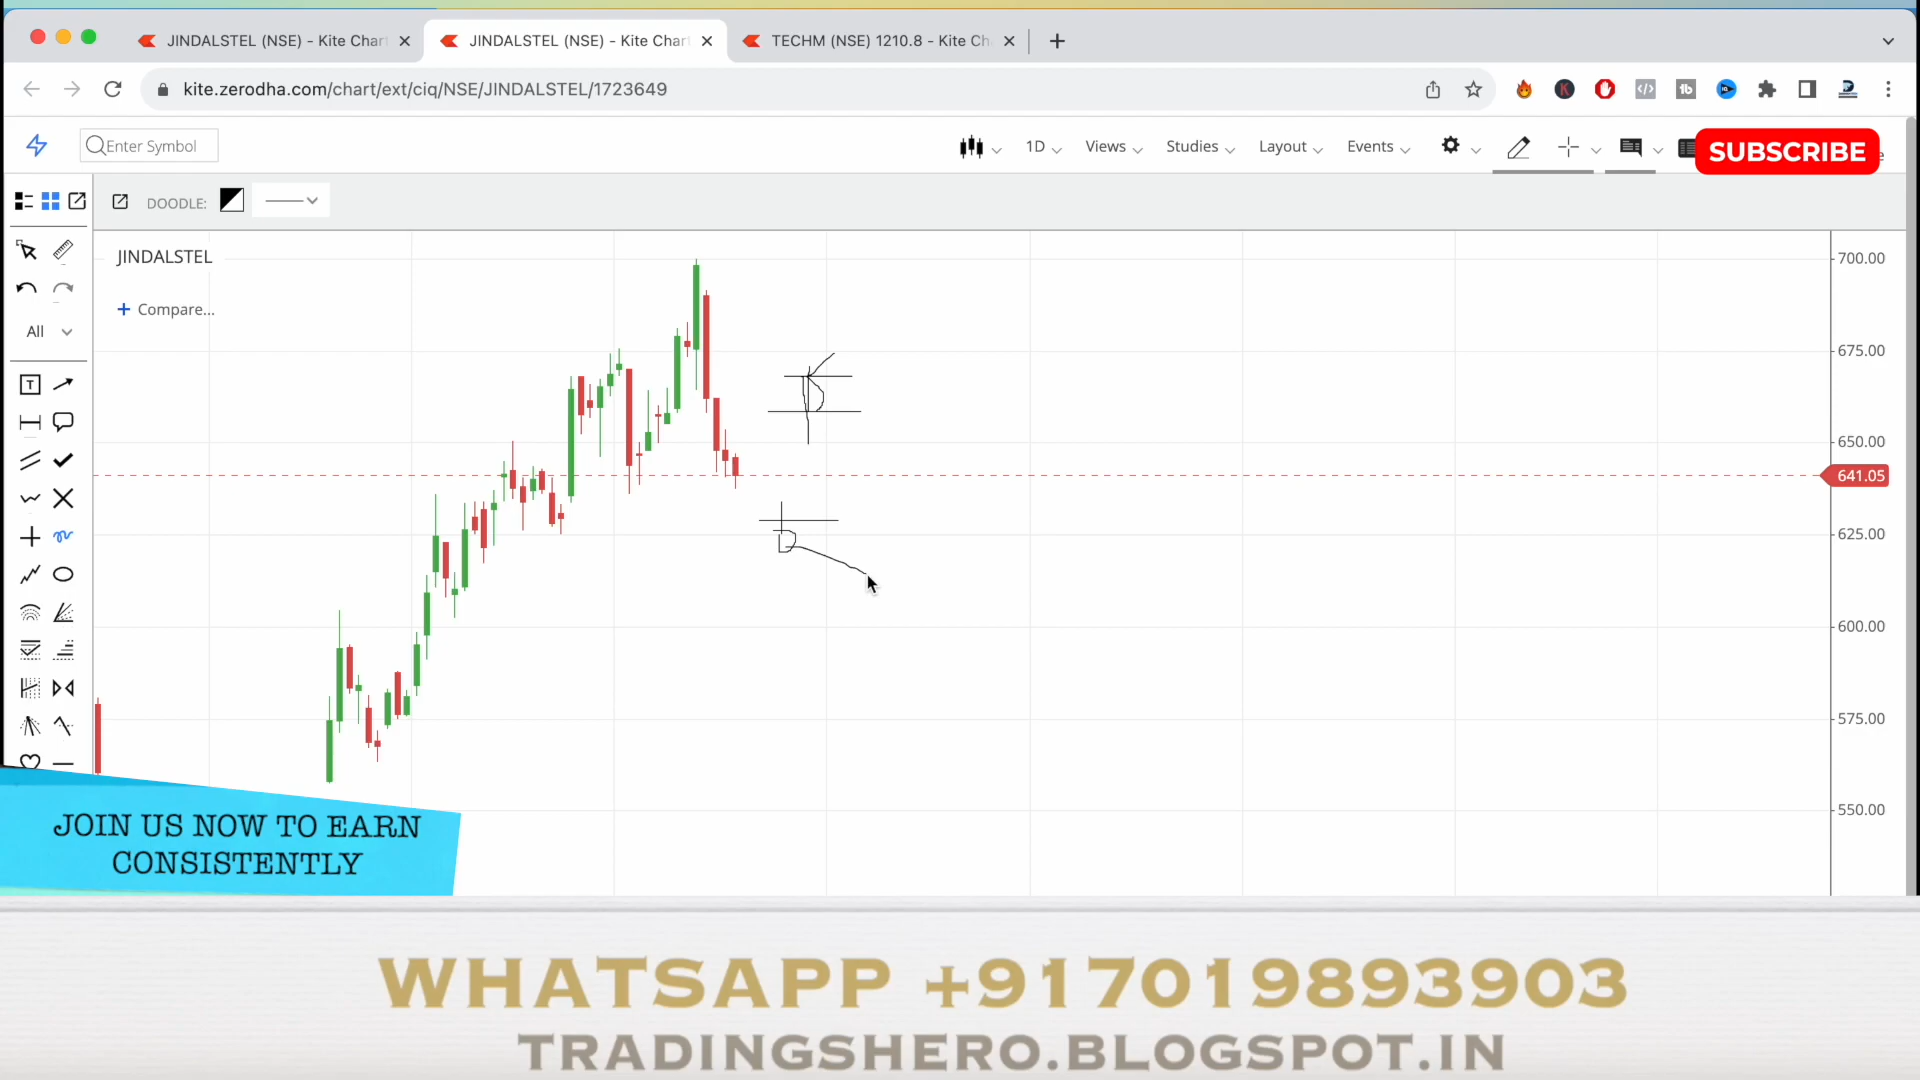 JINDALSTEL (NSE) - Kite Char
JINDALSTEL (NSE) - Kite Char
TECHM (NSE) 1210.8 - Kite Ch
kite.zerodha.com/chart/ext/ciq/NSE/JINDALSTEL/1723649
Enter Symbol
1D
Views
Studies
Layout
Events
SUBSCRIBE
DOODLE:
JINDALSTEL
+ Compare...
All
700.00
675.00
650.00
641.05
625.00
600.00
575.00
550.00
JOIN US NOW TO EARN
CONSISTENTLY
WHATSAPP +917019893903
TRADINGSHERO.BLOGSPOT.IN